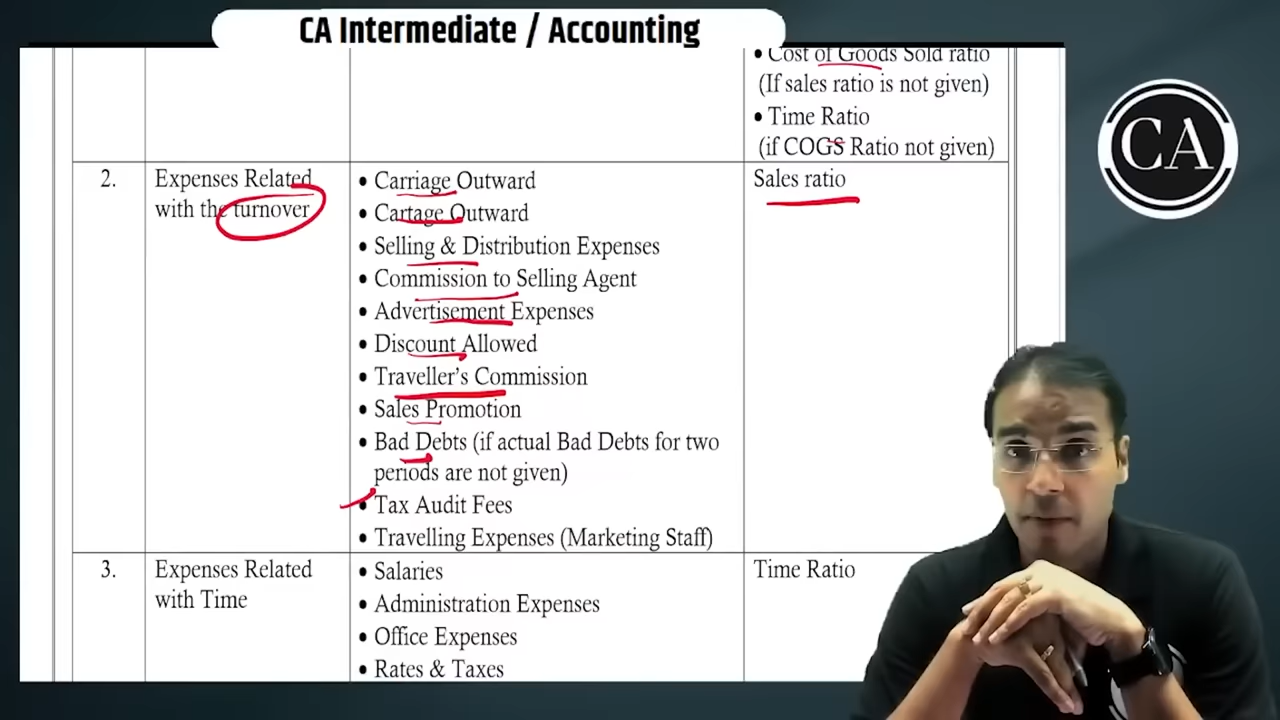 CA Intermediate / Accounting
• Cost of Goods Sold ratio
(If sales ratio is not given)
• Time Ratio
(if COGS Ratio not given)
CA
2.
Expenses Related
with the turnover
• Carriage Outward
• Cartage Outward
• Selling & Distribution Expenses
• Commission to Selling Agent
• Advertisement Expenses
• Discount Allowed
• Traveller's Commission
• Sales Promotion
• Bad Debts (if actual Bad Debts for two
periods are not given)
• Tax Audit Fees
• Travelling Expenses (Marketing Staff)
Sales ratio
3.
Expenses Related
with Time
• Salaries
• Administration Expenses
• Office Expenses
• Rates & Taxes
Time Ratio